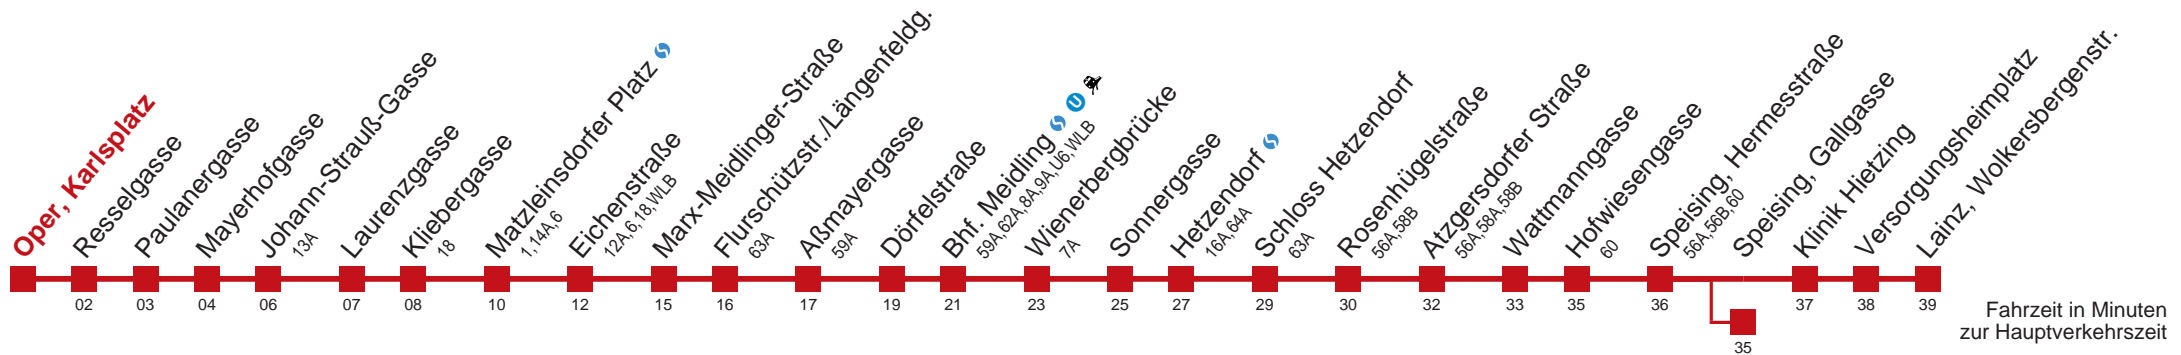 Oper, Karlsplatz
Resselgasse
02
Paulanergasse
03
Mayerhofgasse
04
Johann-Strauß-Gasse
13A
06
Laurenzgasse
07
Kliebergasse
18
08
Matzleinsdorfer Platz
1, 14A,6
10
Eichenstraße
12A,6, 18,WLB
12
Marx-Meidlinger-Straße
15
Flurschützstr./Längenfeldg.
63A
16
Aßmayergasse
59A
17
Dörfelstraße
19
Bhf. Meidling U
59A,62A,8A,9A,U6,WLB
21
Wienerbergbrücke
7A
23
Sonnergasse
25
Hetzendorf
16A,64A
27
Schloss Hetzendorf
63A
29
Rosenhügelstraße
56A,58B
30
Atzgersdorfer Straße
56A,58A,58B
32
Wattmanngasse
33
Hofwiesengasse
60
35
Speising, Hermesstraße
56A,56B,60
36
Speising, Gallgasse
35
Klinik Hietzing
37
Versorgungsheimplatz
38
Lainz, Wolkersbergenstr.
39
Fahrzeit in Minuten
zur Hauptverkehrszeit